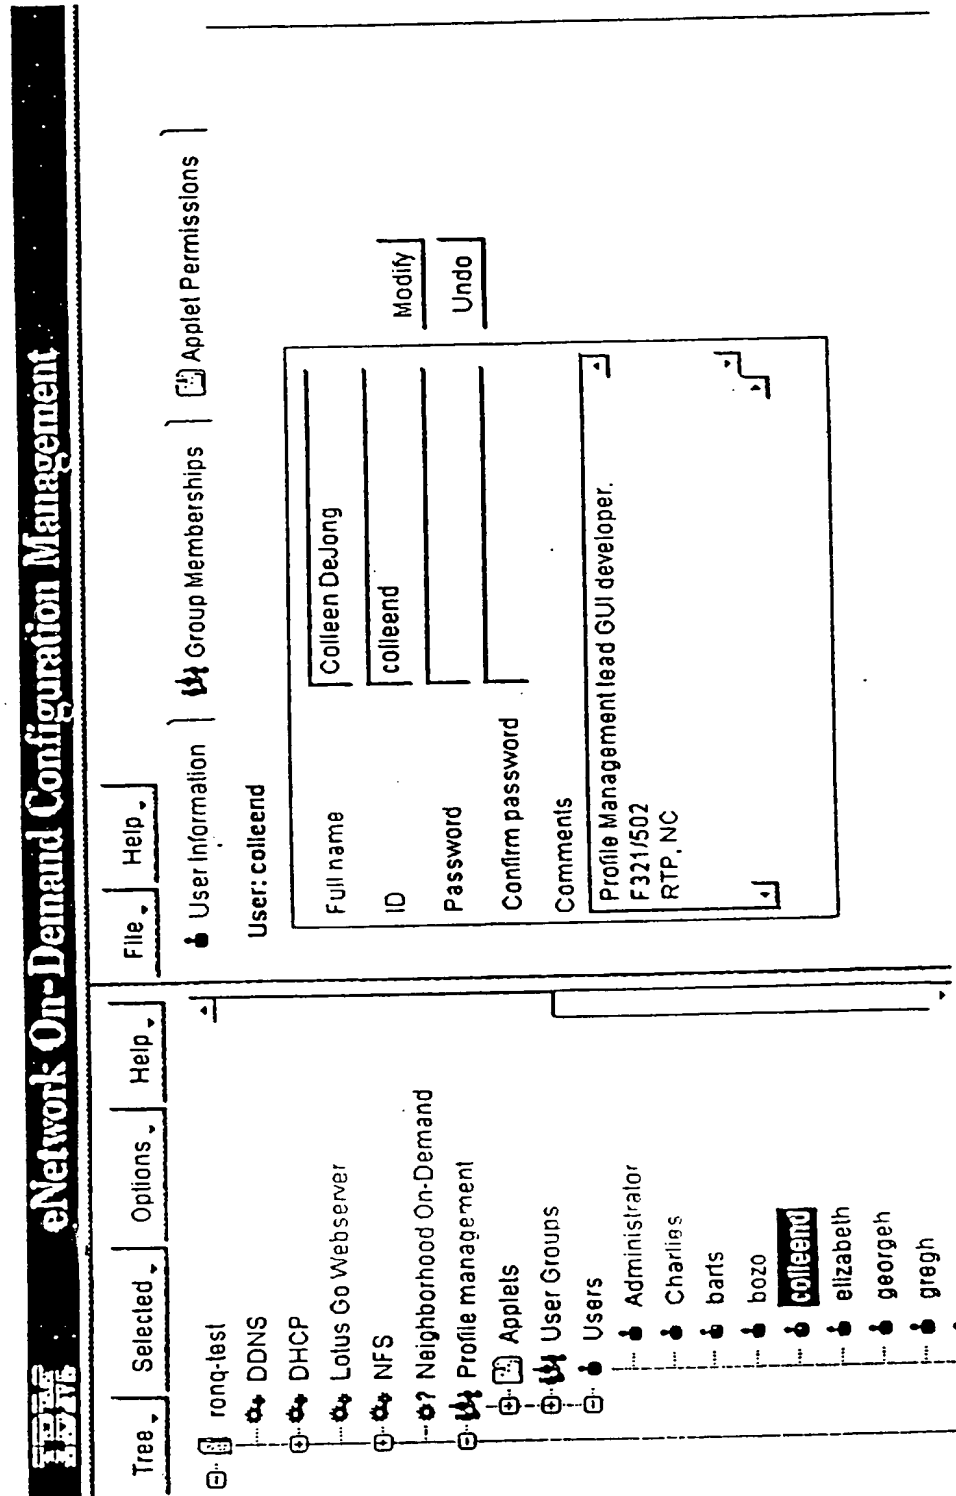 IBM eNetwork On-Demand Configuration Management
Tree Selected Options Help
ronq-test
DDNS
DHCP
Lotus Go Webserver
NFS
? Neighborhood On-Demand
Profile management
Applets
User Groups
Users
Administrator
Charlies
barts
bozo
colleend
elizabeth
georgeh
gregh
File Help
User Information Group Memberships Applet Permissions
User: colleend
Full name Colleen DeJong
ID colleend
Password
Confirm password
Comments
Profile Management lead GUI developer.
F321/502
RTP, NC
Modify
Undo